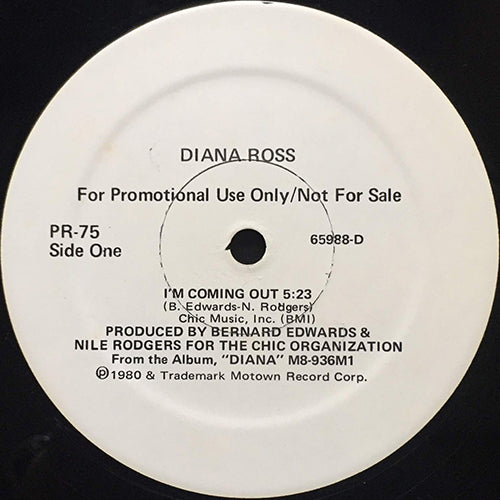 DIANA ROSS
For Promotional Use Only/Not For Sale
PR-75
Side One
65988-D
I'M COMING OUT 5:23
(B. Edwards-N. Rodgers)
Chic Music, Inc. (BMI)
PRODUCED BY BERNARD EDWARDS &
NILE RODGERS FOR THE CHIC ORGANIZATION
From the Album, "DIANA" M8-936M1
℗1980 & Trademark Motown Record Corp.